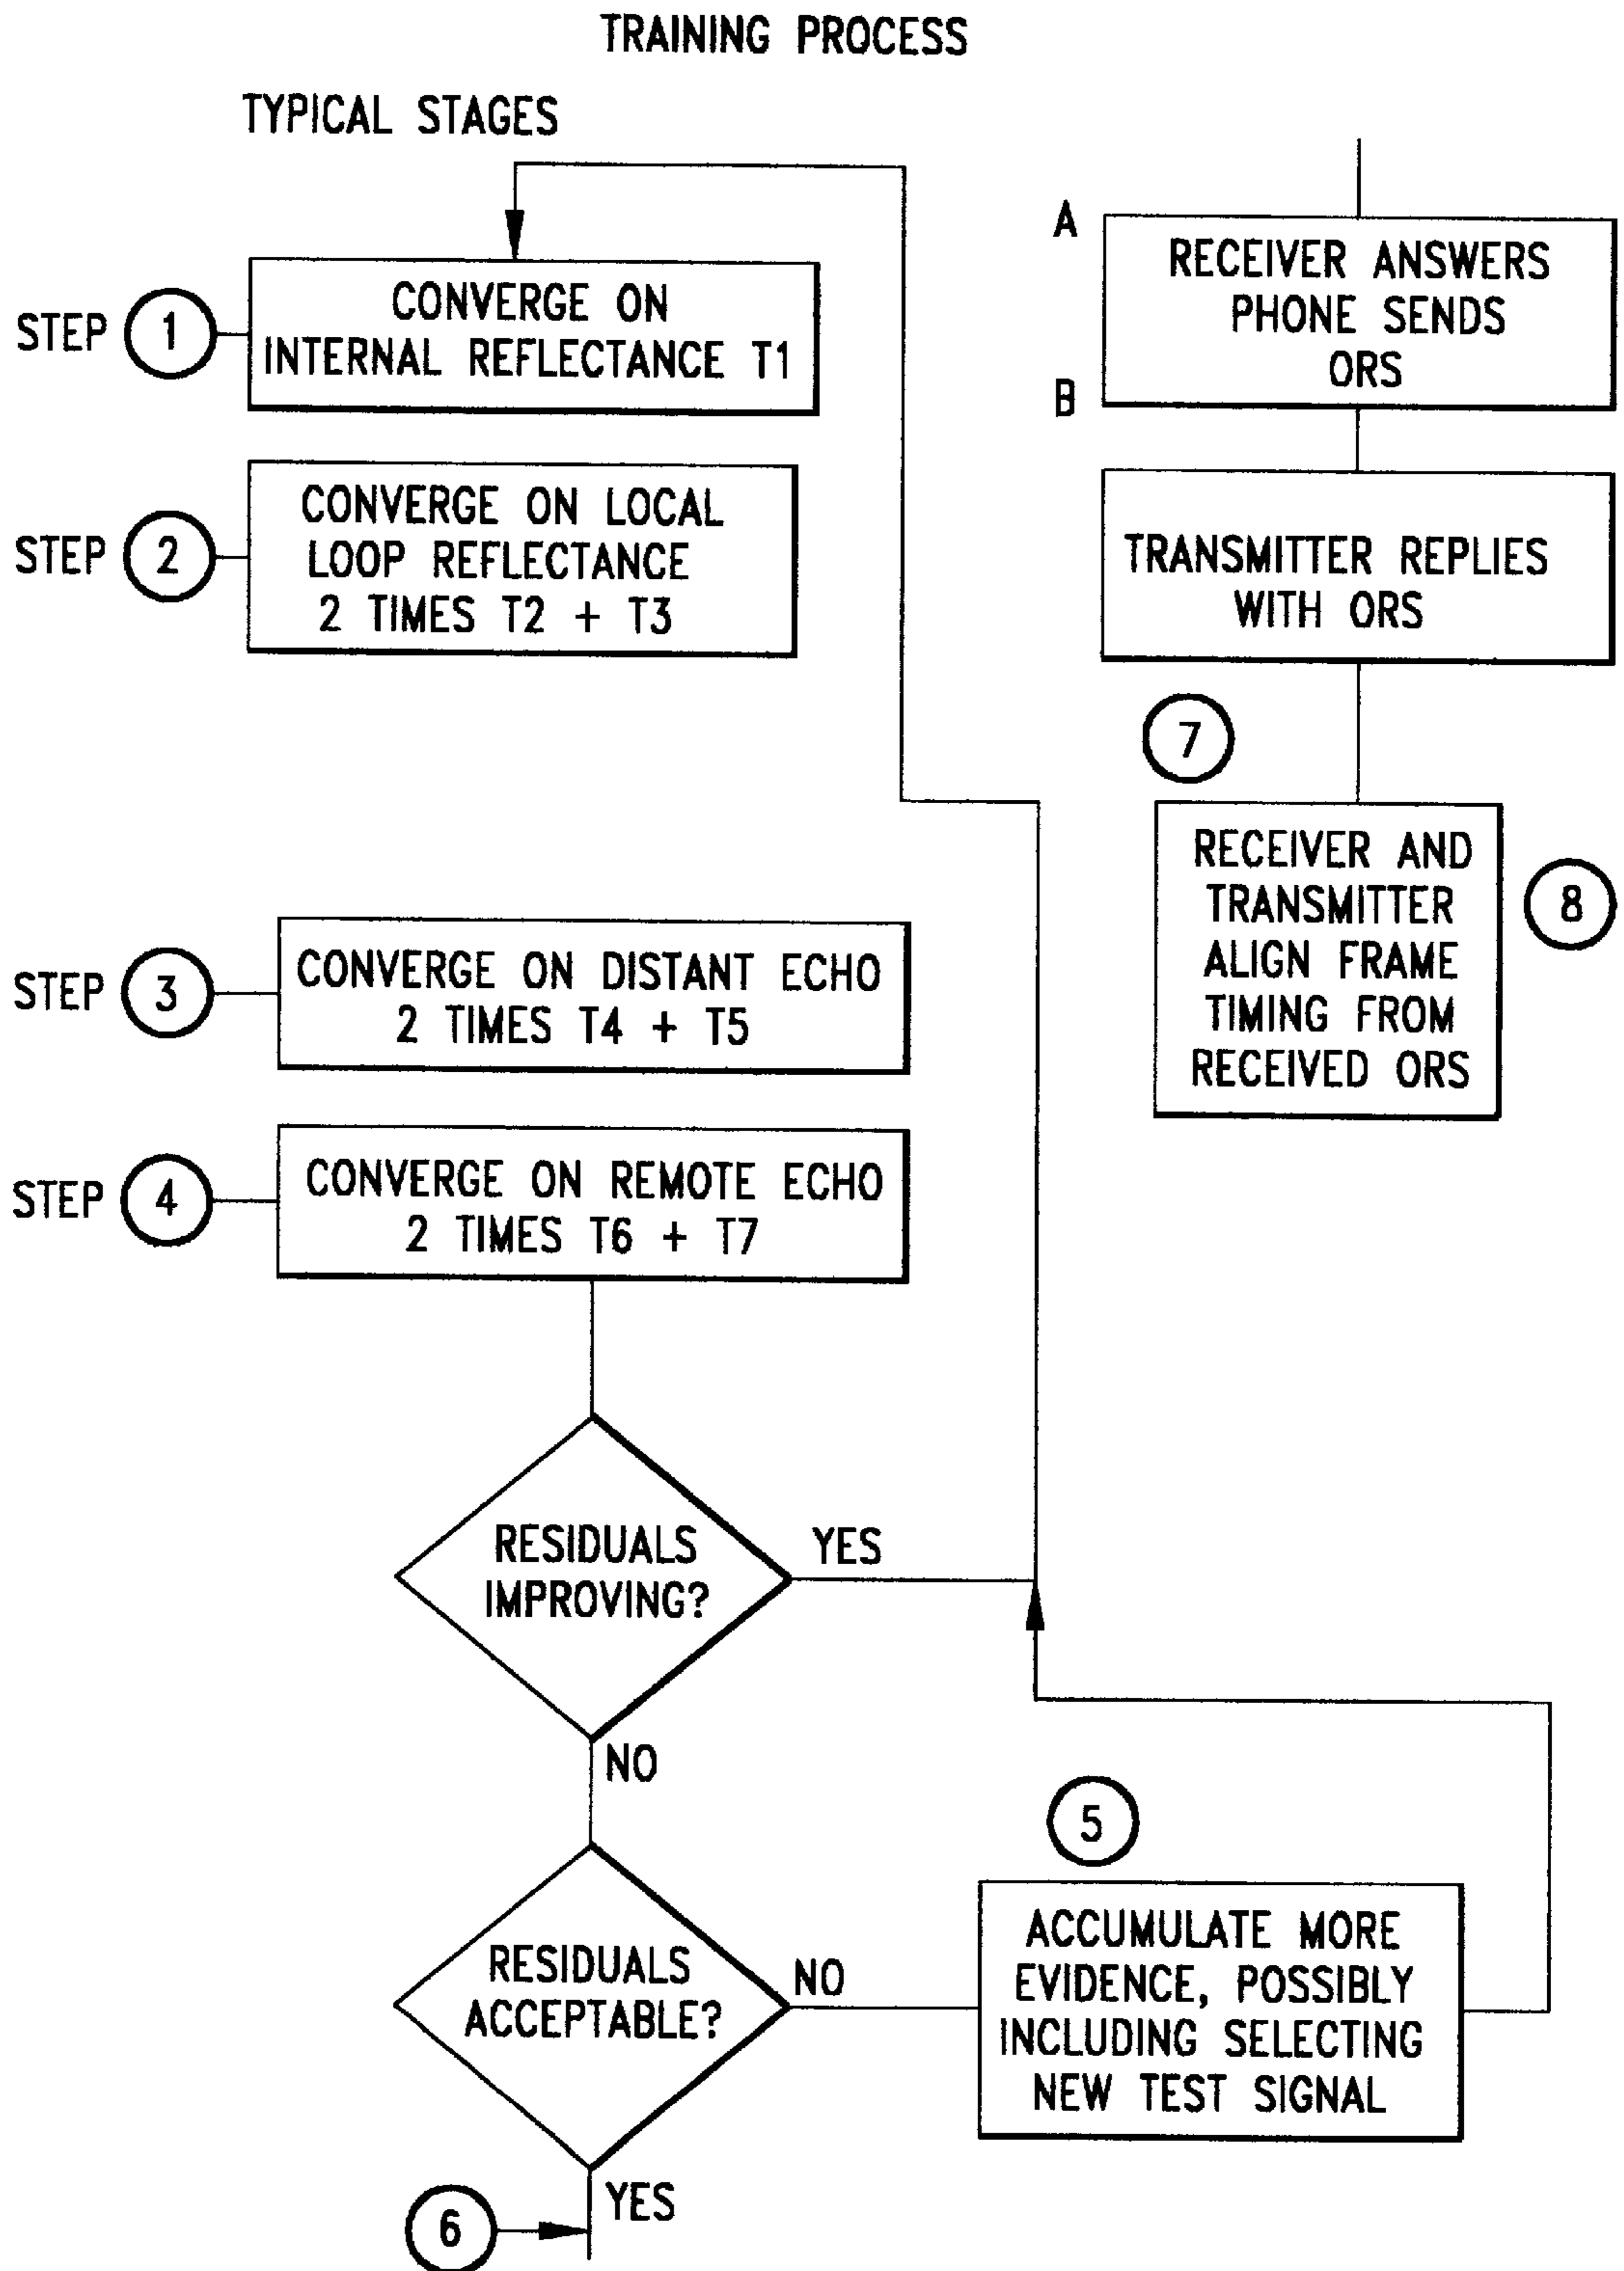 TRAINING PROCESS
TYPICAL STAGES
STEP 1
CONVERGE ON
INTERNAL REFLECTANCE T1
STEP 2
CONVERGE ON LOCAL
LOOP REFLECTANCE
2 TIMES T2 + T3
STEP 3
CONVERGE ON DISTANT ECHO
2 TIMES T4 + T5
STEP 4
CONVERGE ON REMOTE ECHO
2 TIMES T6 + T7
RESIDUALS
IMPROVING?
YES
NO
RESIDUALS
ACCEPTABLE?
NO
YES
5
ACCUMULATE MORE
EVIDENCE, POSSIBLY
INCLUDING SELECTING
NEW TEST SIGNAL
6
A
RECEIVER ANSWERS
PHONE SENDS
ORS
B
TRANSMITTER REPLIES
WITH ORS
7
RECEIVER AND
TRANSMITTER
ALIGN FRAME
TIMING FROM
RECEIVED ORS
8